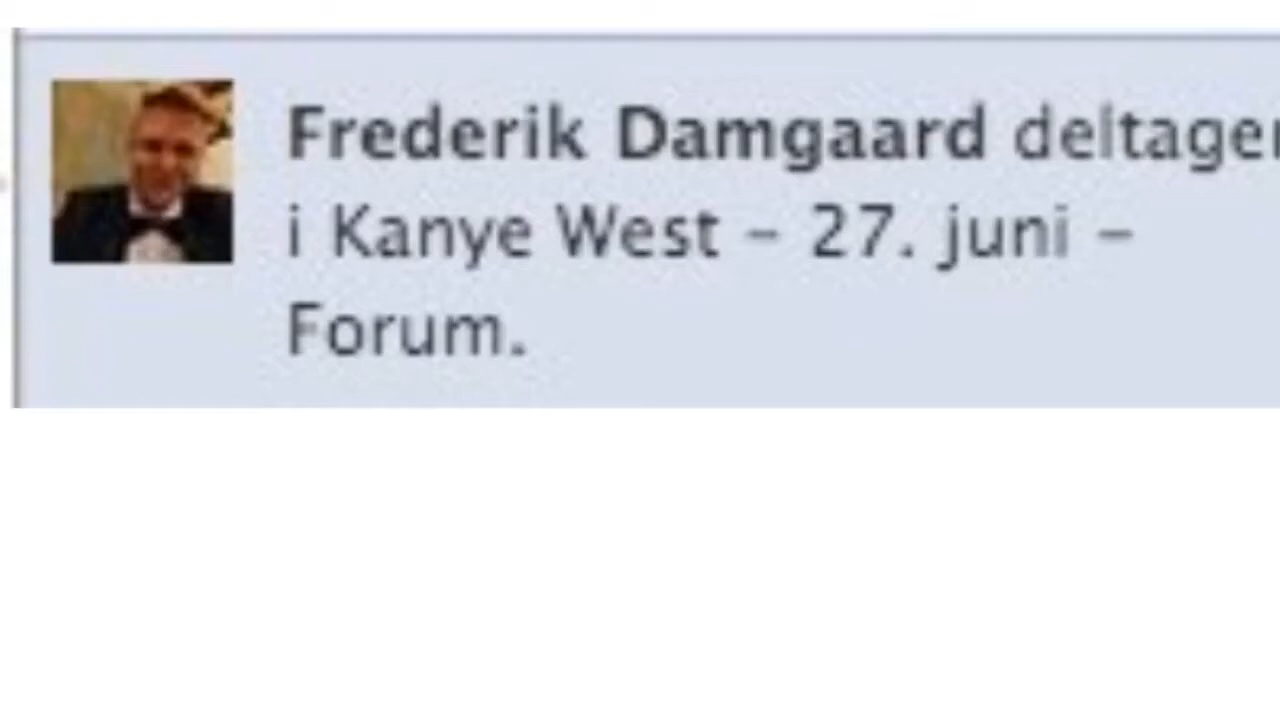 Frederik Damgaard deltager
i Kanye West – 27. juni –
Forum.